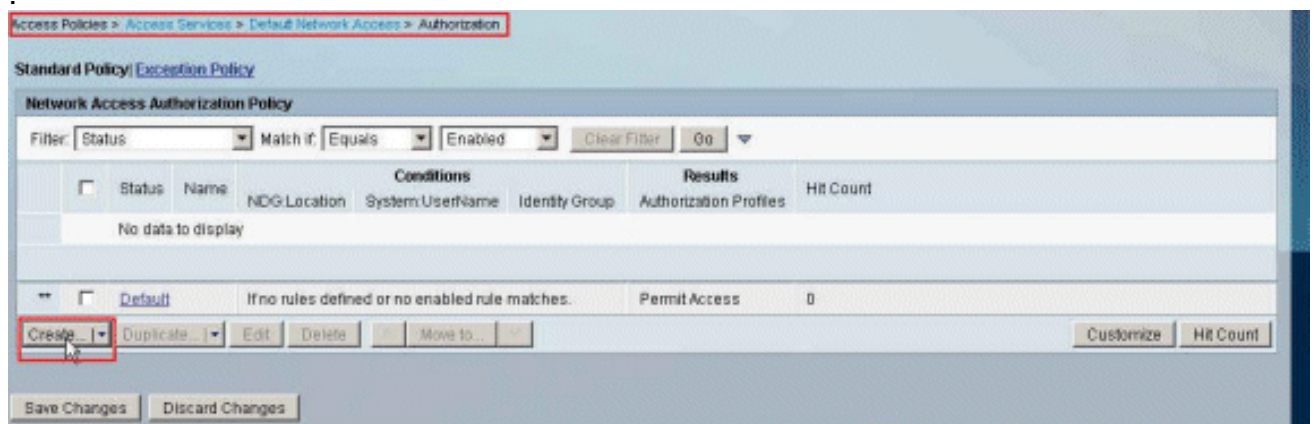 .
Access Policies > Access Services > Default Network Access > Authorization
Standard Policy| Exception Policy
Network Access Authorization Policy
Filter: Status Match if: Equals Enabled Clear Filter Go
Conditions Results
Status Name NDG:Location System:UserName Identity Group Authorization Profiles Hit Count
No data to display
** Default If no rules defined or no enabled rule matches. Permit Access 0
Create... Duplicate... Edit Delete Move to... Customize Hit Count
Save Changes Discard Changes